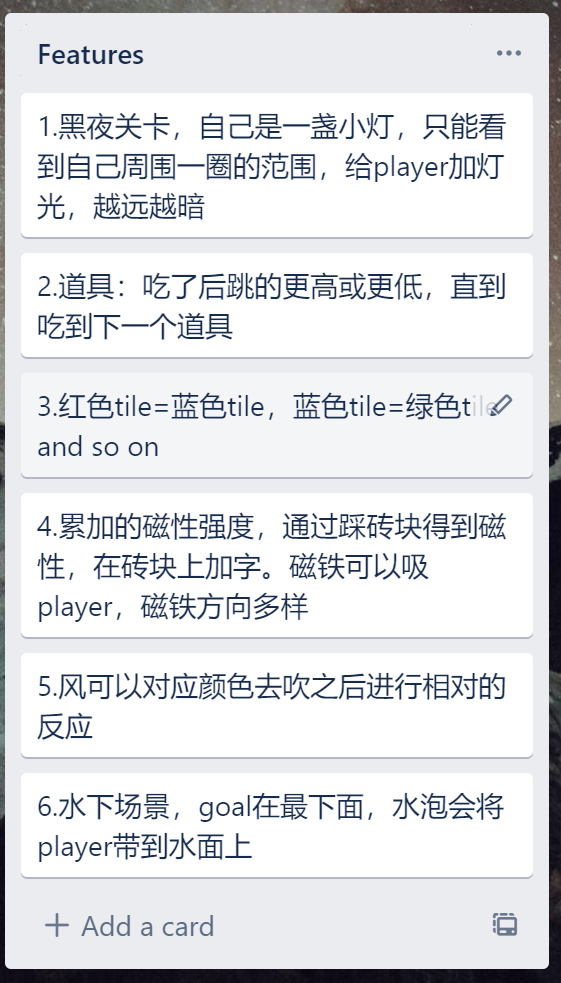 Features
1.黑夜关卡，自己是一盏小灯，只能看
到自己周围一圈的范围，给player加灯
光，越远越暗
2.道具：吃了后跳的更高或更低，直到
吃到下一个道具
3.红色tile=蓝色tile，蓝色tile=绿色tile
and so on
4.累加的磁性强度，通过踩砖块得到磁
性，在砖块上加字。磁铁可以吸
player，磁铁方向多样
5.风可以对应颜色去吹之后进行相对的
反应
6.水下场景，goal在最下面，水泡会将
player带到水面上
Add a card